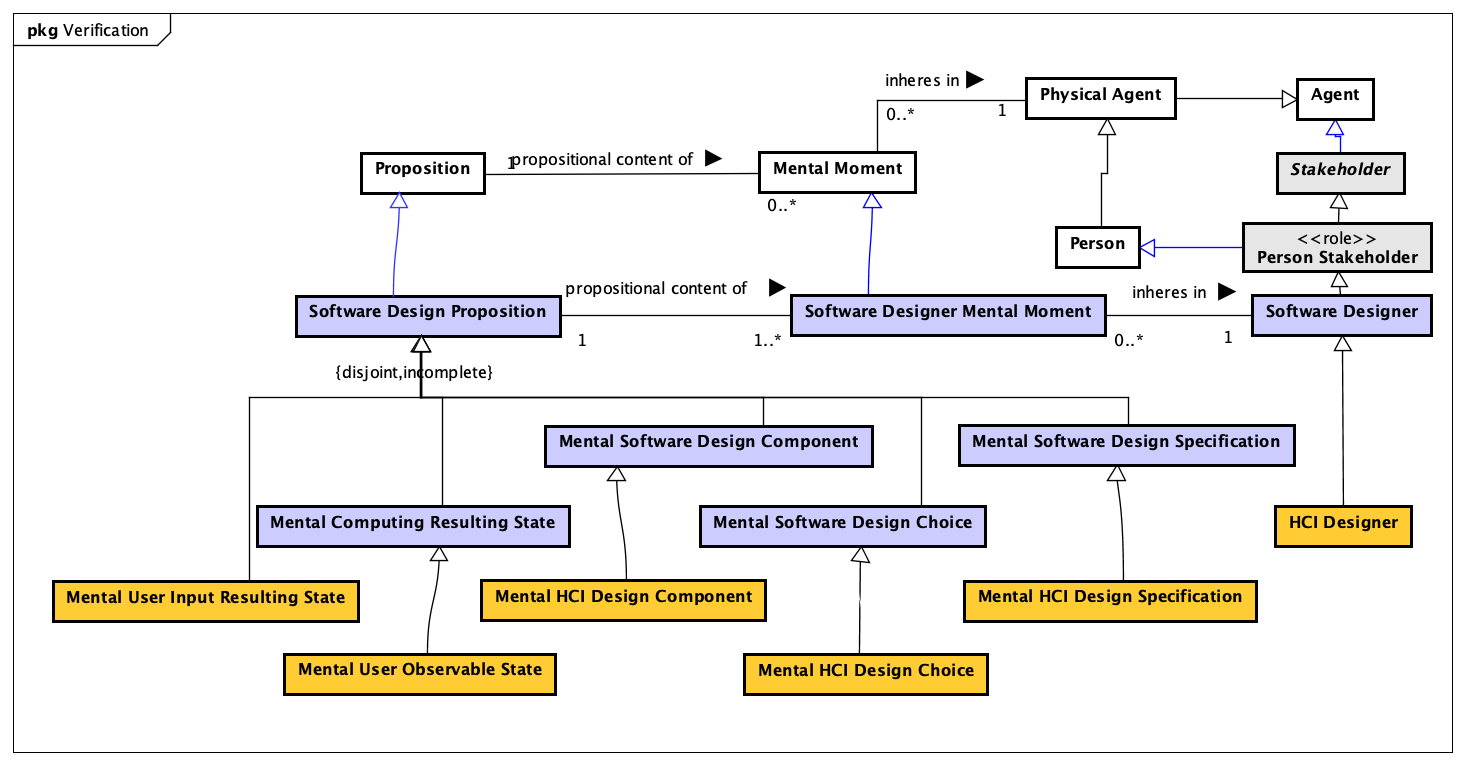 pkg Verification
inheres in
Physical Agent
Agent
0..*
1
1
propositional content of
Proposition
Mental Moment
Stakeholder
0..*
<<role>>
Person Stakeholder
Person
propositional content of
inheres in
Software Design Proposition
Software Designer Mental Moment
Software Designer
1
1..*
0..*
1
{disjoint,incomplete}
Mental Software Design Component
Mental Software Design Specification
Mental Computing Resulting State
Mental Software Design Choice
HCI Designer
Mental User Input Resulting State
Mental HCI Design Component
Mental HCI Design Specification
Mental User Observable State
Mental HCI Design Choice